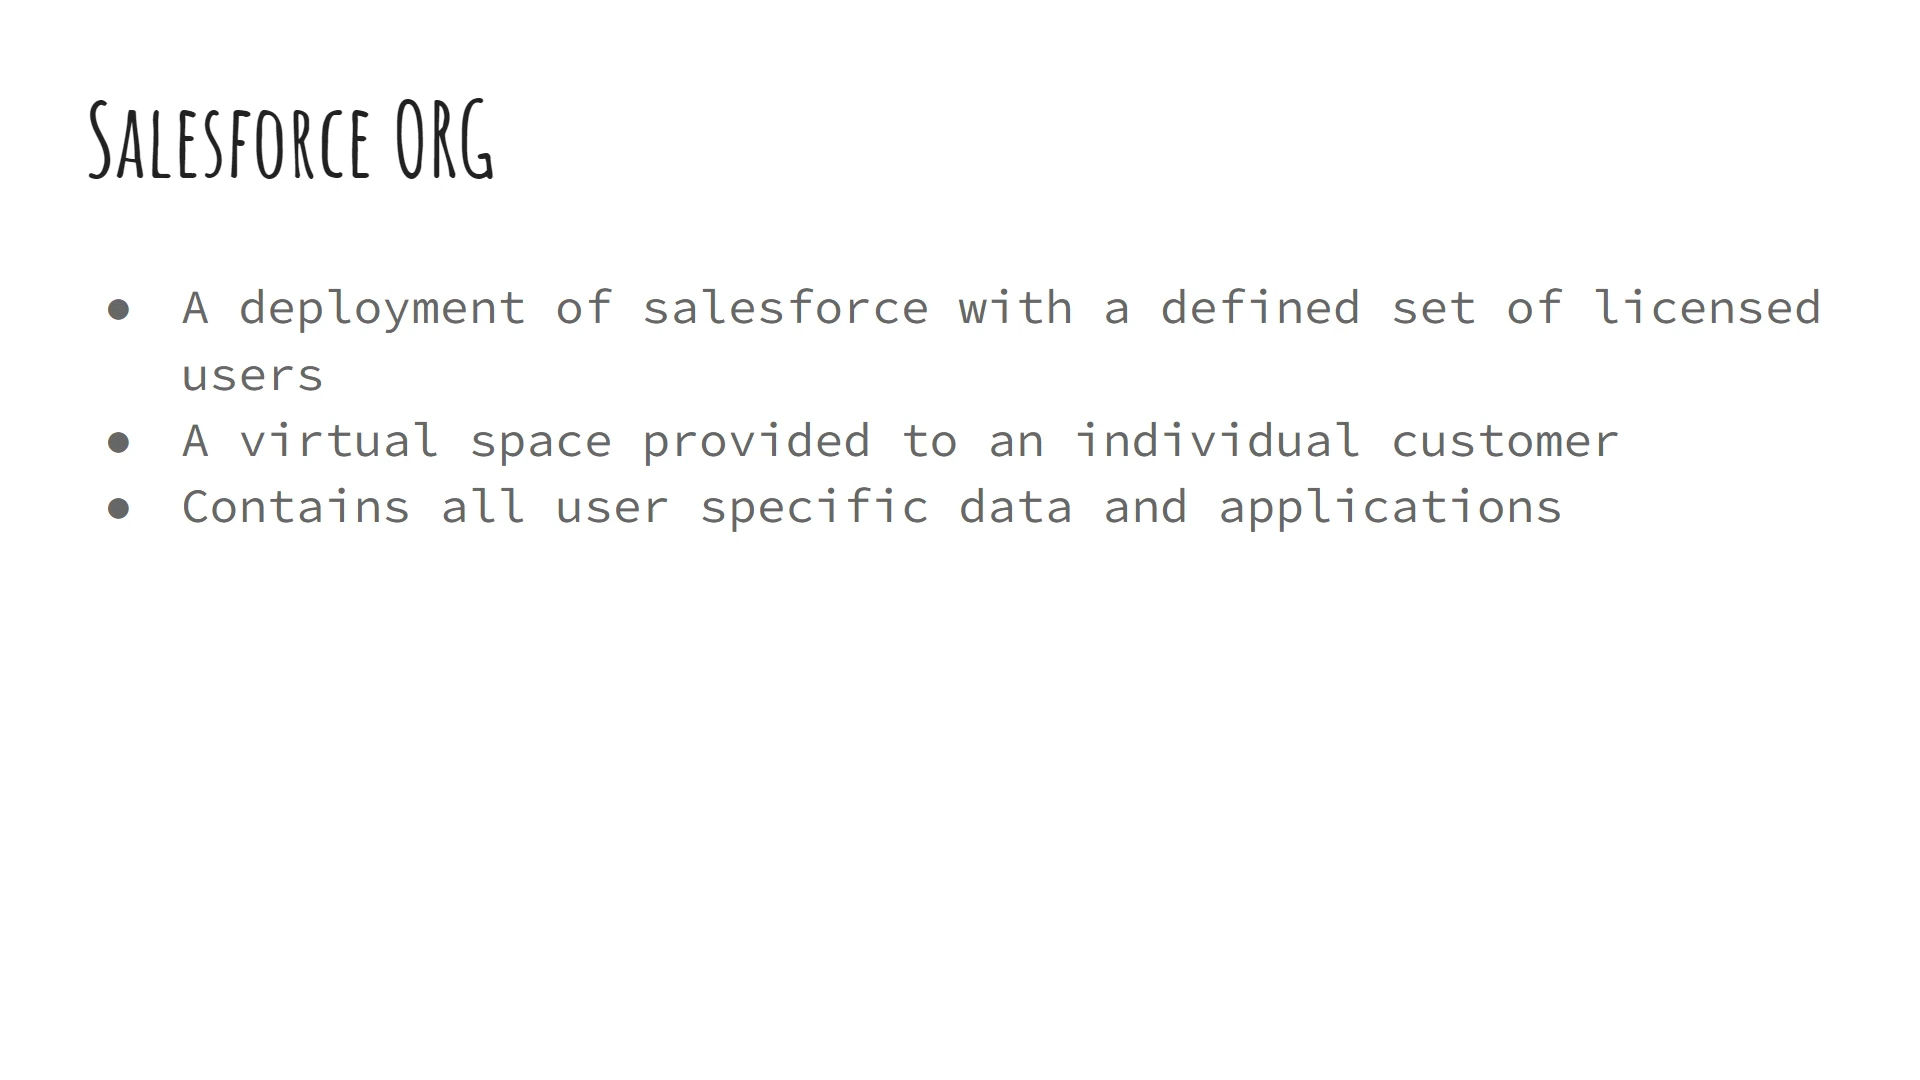 Salesforce ORG
● A deployment of salesforce with a defined set of licensed
users
● A virtual space provided to an individual customer
● Contains all user specific data and applications